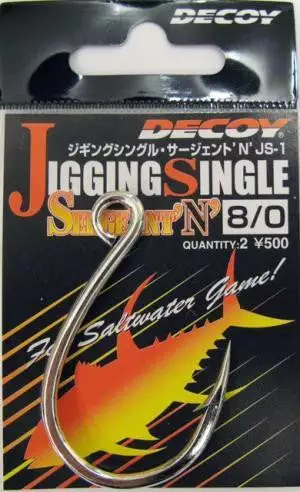 DECOY
DECOY
ジギングシングル・サージェント'N' JS-1
JIGGING SINGLE
SERGENT'N' 8/0
QUANTITY:2 ¥500
For Saltwater Game!